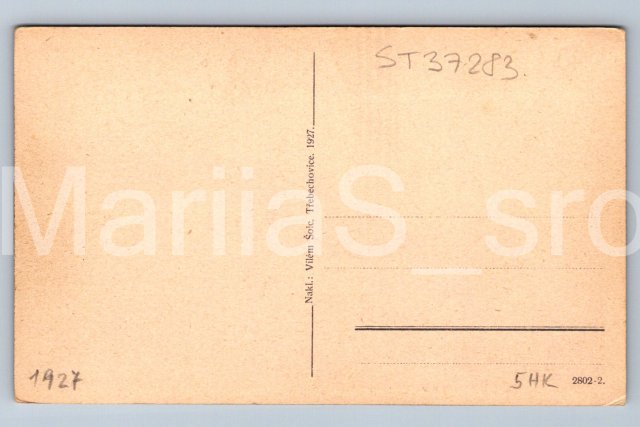 ST37283.
Nakl.: Vilém Šolc, Třebechovice. 1927.
MariiaS_sro
1927
5HK
2802-2.